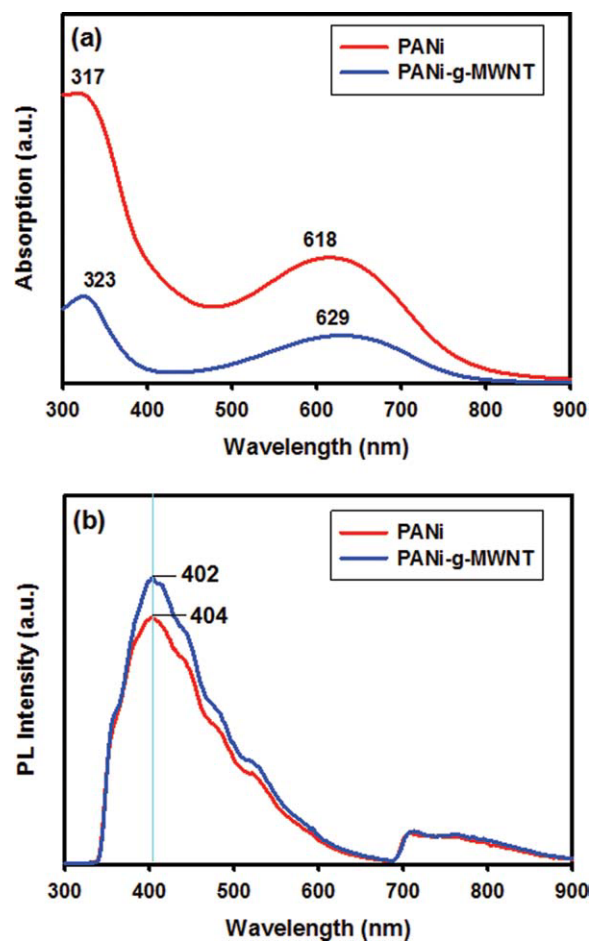 (a)
PANi
PANi-g-MWNT
317
323
618
629
Absorption (a.u.)
300 400 500 600 700 800 900
Wavelength (nm)
(b)
PANi
PANi-g-MWNT
402
404
PL Intensity (a.u.)
300 400 500 600 700 800 900
Wavelength (nm)